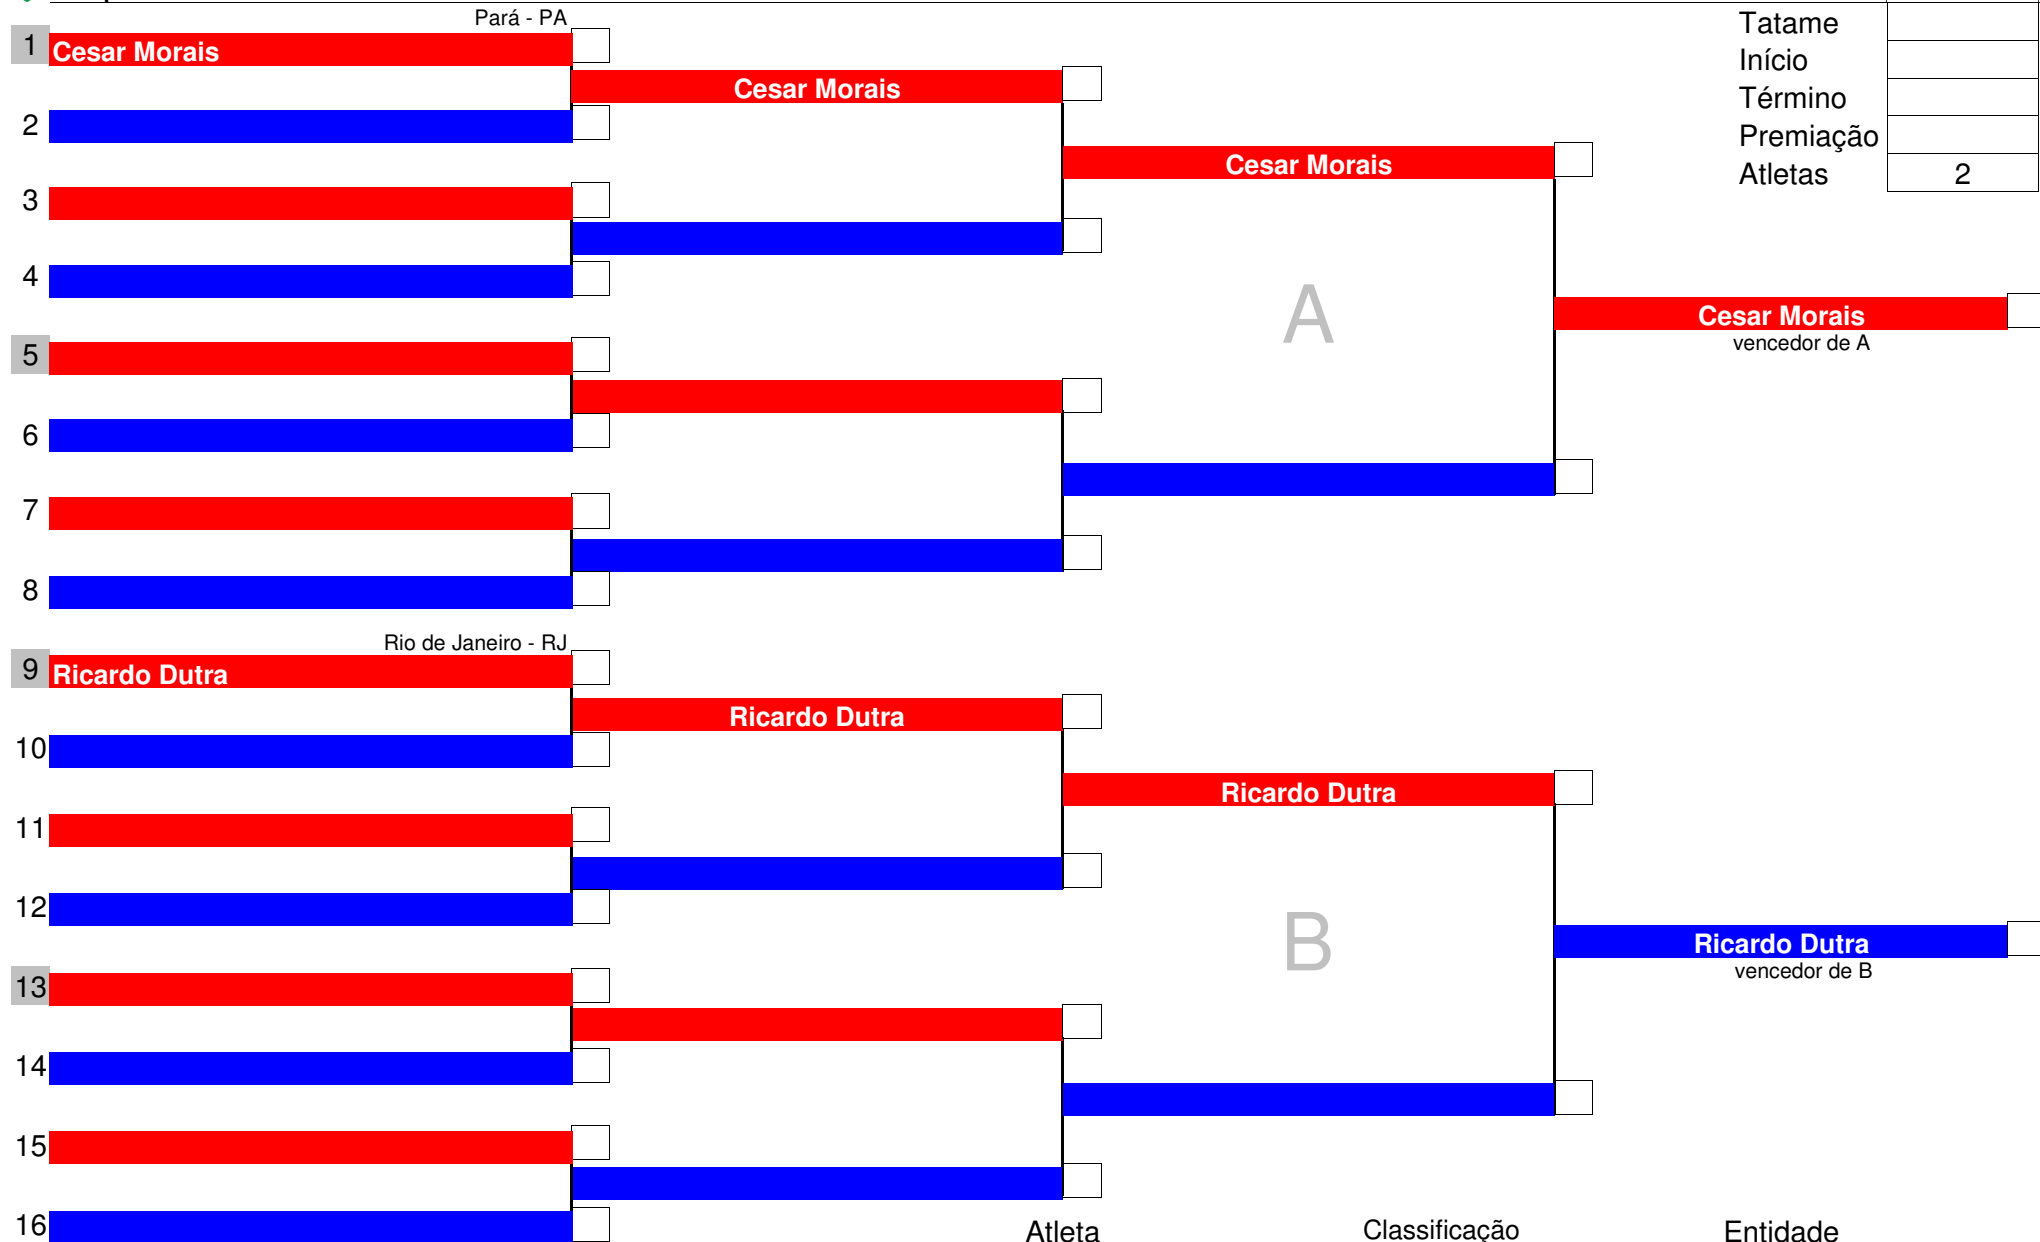 Pará - PA
1 Cesar Morais
Cesar Morais
2
Cesar Morais
3
4
A
Cesar Morais
vencedor de A
5
6
7
8
Tatame
Início
Término
Premiação
Atletas 2
Rio de Janeiro - RJ
9 Ricardo Dutra
Ricardo Dutra
10
Ricardo Dutra
11
12
B
Ricardo Dutra
vencedor de B
13
14
15
16
Atleta Classificação Entidade